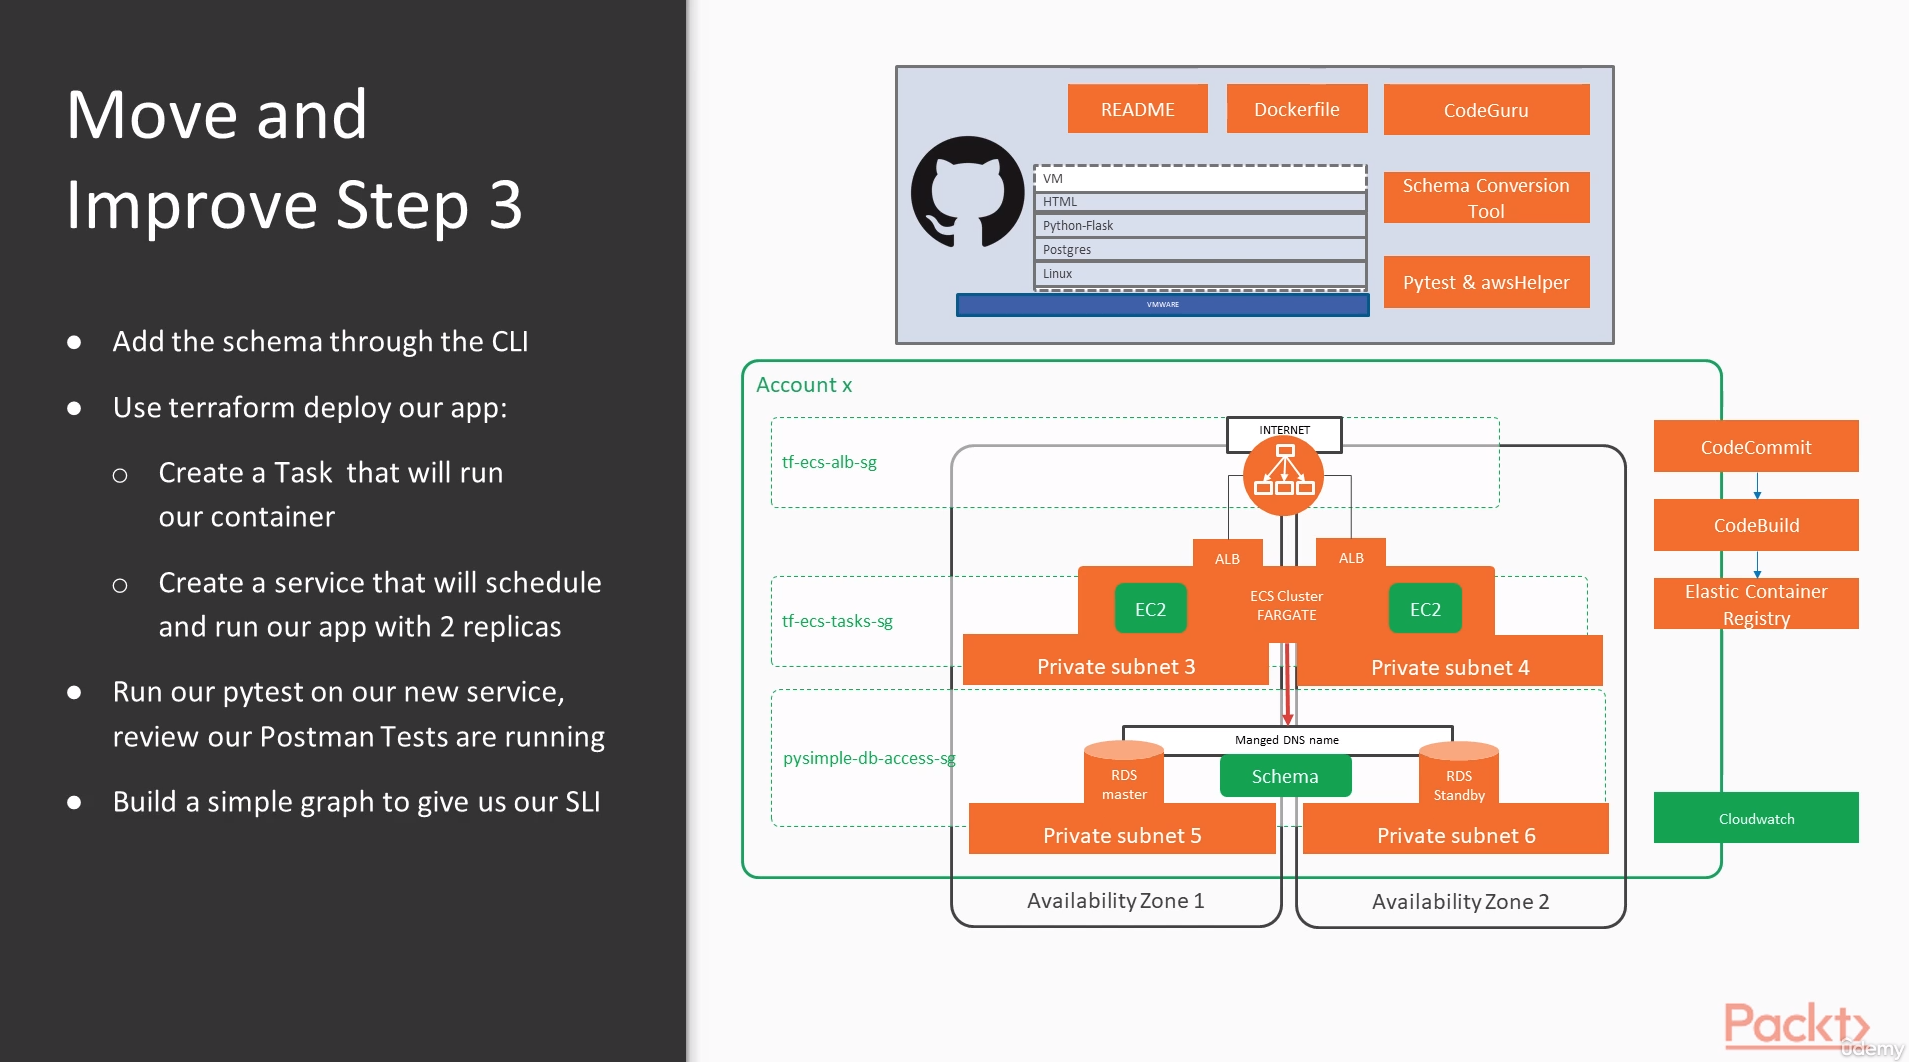 Move and
Improve Step 3
● Add the schema through the CLI
● Use terraform deploy our app:
o Create a Task that will run
our container
o Create a service that will schedule
and run our app with 2 replicas
● Run our pytest on our new service,
review our Postman Tests are running
● Build a simple graph to give us our SLI
README
Dockerfile
CodeGuru
VM
HTML
Python-Flask
Postgres
Linux
VMWARE
Schema Conversion
Tool
Pytest & awsHelper
Account x
INTERNET
tf-ecs-alb-sg
ALB
ALB
tf-ecs-tasks-sg
EC2
ECS Cluster
FARGATE
EC2
Private subnet 3
Private subnet 4
Manged DNS name
pysimple-db-access-sg
RDS
master
Schema
RDS
Standby
Private subnet 5
Private subnet 6
Availability Zone 1
Availability Zone 2
CodeCommit
CodeBuild
Elastic Container
Registry
Cloudwatch
Packt>
ûdemy